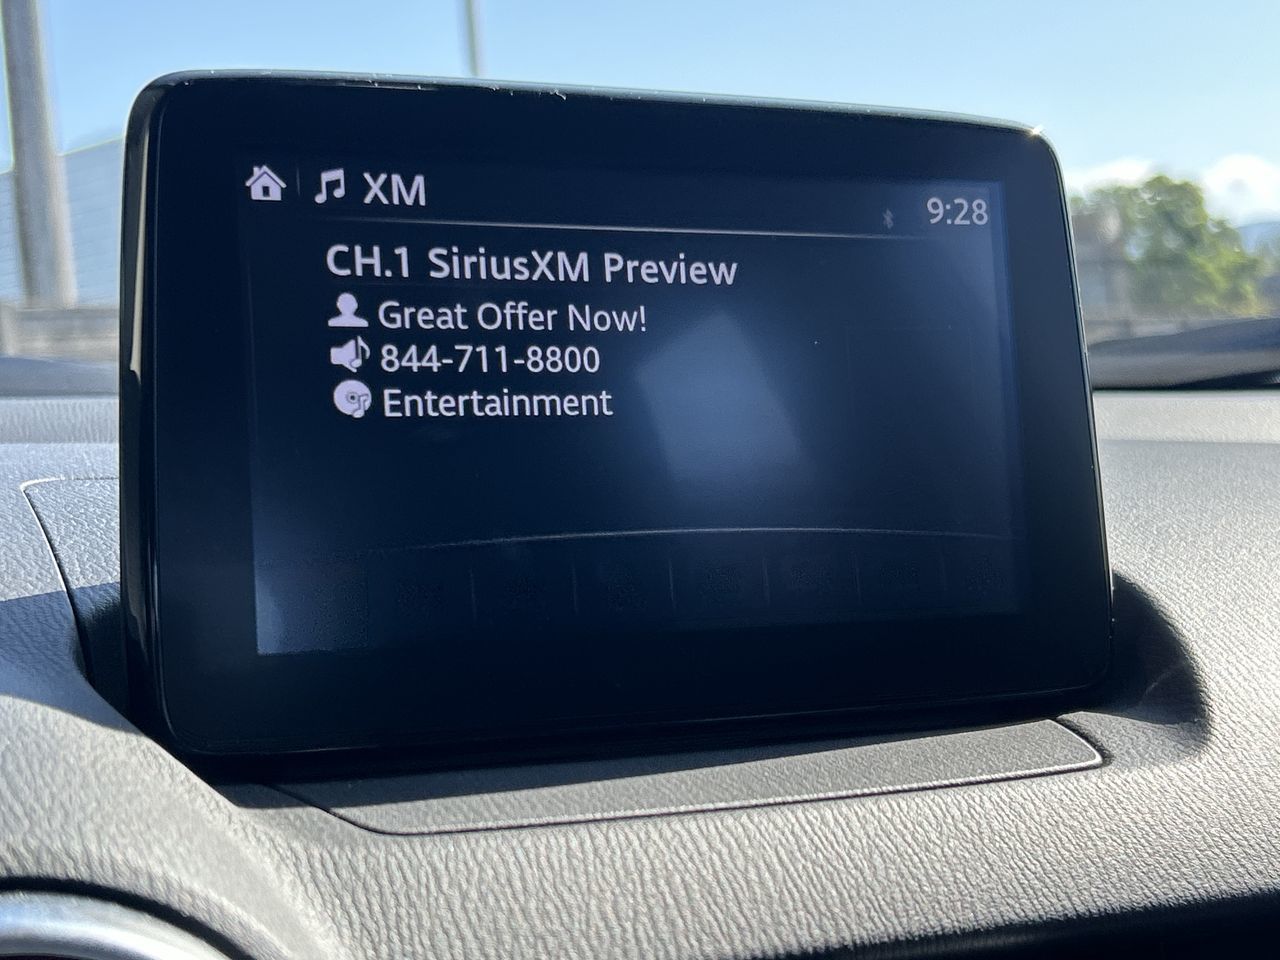 XM
9:28
CH.1 SiriusXM Preview
Great Offer Now!
844-711-8800
Entertainment